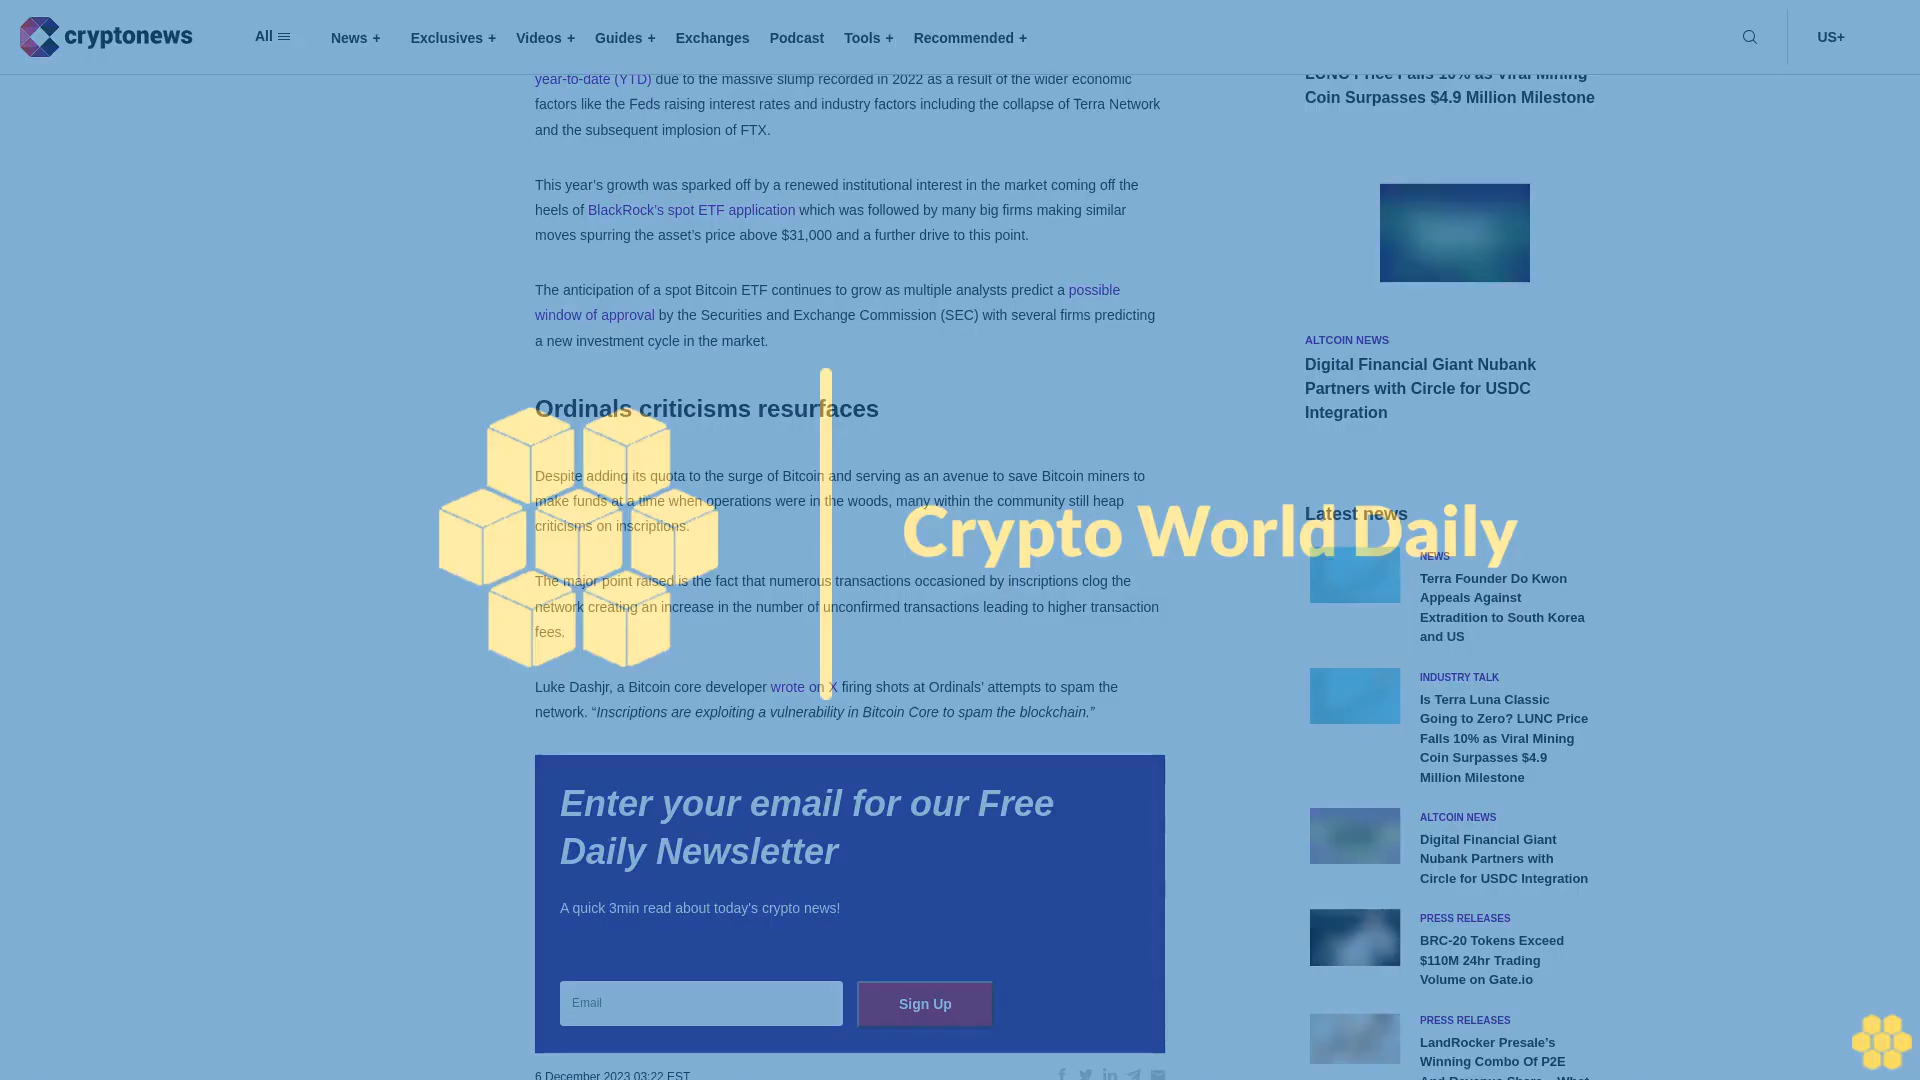 cryptonews
All
News +
Exclusives +
Videos +
Guides +
Exchanges
Podcast
Tools +
Recommended +
US+
year-to-date (YTD) due to the massive slump recorded in 2022 as a result of the wider economic
factors like the Feds raising interest rates and industry factors including the collapse of Terra Network
and the subsequent implosion of FTX.
This year’s growth was sparked off by a renewed institutional interest in the market coming off the
heels of BlackRock’s spot ETF application which was followed by many big firms making similar
moves spurring the asset’s price above $31,000 and a further drive to this point.
The anticipation of a spot Bitcoin ETF continues to grow as multiple analysts predict a possible
window of approval by the Securities and Exchange Commission (SEC) with several firms predicting
a new investment cycle in the market.
Ordinals criticisms resurfaces
Despite adding its quota to the surge of Bitcoin and serving as an avenue to save Bitcoin miners to
make funds at a time when operations were in the woods, many within the community still heap
criticisms on inscriptions.
The major point raised is the fact that numerous transactions occasioned by inscriptions clog the
network creating an increase in the number of unconfirmed transactions leading to higher transaction
fees.
Luke Dashjr, a Bitcoin core developer wrote on X firing shots at Ordinals’ attempts to spam the
network. “Inscriptions are exploiting a vulnerability in Bitcoin Core to spam the blockchain.”
Enter your email for our Free
Daily Newsletter
A quick 3min read about today's crypto news!
Email
Sign Up
6 December 2023 03:22 EST
Crypto World Daily
LUNC Price Falls 10% as Viral Mining
Coin Surpasses $4.9 Million Milestone
ALTCOIN NEWS
Digital Financial Giant Nubank
Partners with Circle for USDC
Integration
Latest news
NEWS
Terra Founder Do Kwon
Appeals Against
Extradition to South Korea
and US
INDUSTRY TALK
Is Terra Luna Classic
Going to Zero? LUNC Price
Falls 10% as Viral Mining
Coin Surpasses $4.9
Million Milestone
ALTCOIN NEWS
Digital Financial Giant
Nubank Partners with
Circle for USDC Integration
PRESS RELEASES
BRC-20 Tokens Exceed
$110M 24hr Trading
Volume on Gate.io
PRESS RELEASES
LandRocker Presale’s
Winning Combo Of P2E
And Revenue Share – What